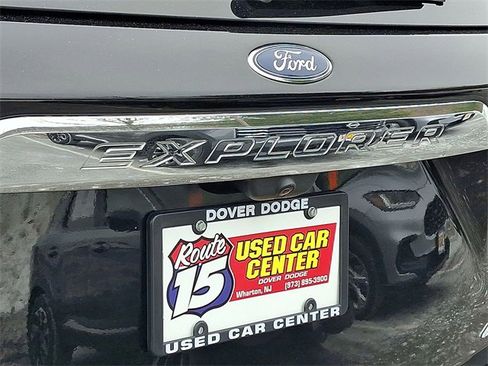 Ford
EXPLORER
DOVER DODGE
Route
15
USED CAR
CENTER
DOVER DODGE
Wharton, NJ (973) 895-3900
USED CAR CENTER